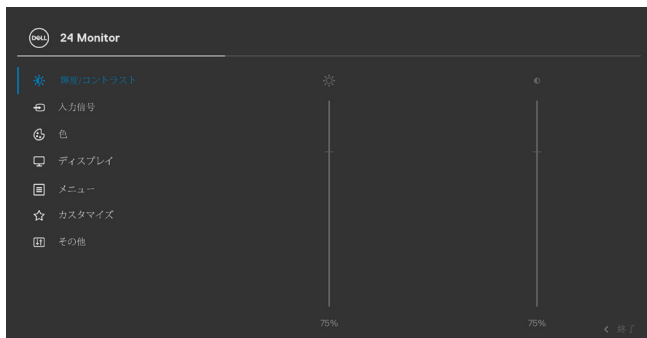 DELL
24 Monitor
輝度/コントラスト
入力信号
色
ディスプレイ
メニュー
カスタマイズ
その他
75%
75%
終了